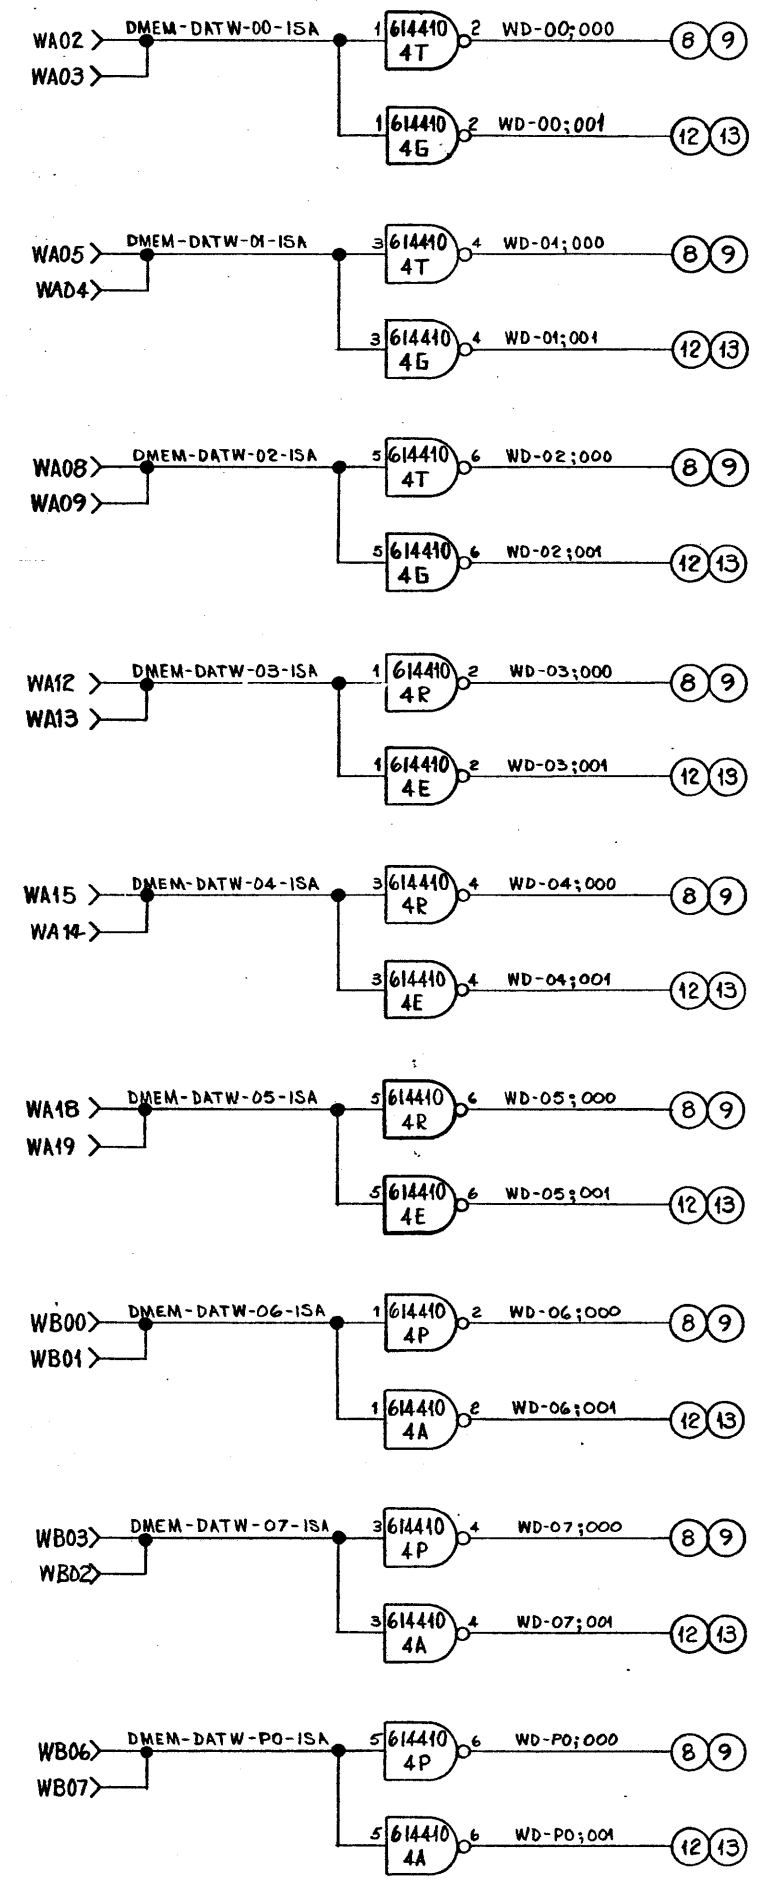 WA02 DMEM-DATW-00-ISA 1 614410 2 WD-00;000 8 9
4T
WA03
1 614410 2 WD-00;001 12 13
4G
WA05 DMEM-DATW-01-ISA 3 614410 4 WD-01;000 8 9
4T
WA04
3 614410 4 WD-01;001 12 13
4G
WA08 DMEM-DATW-02-ISA 5 614410 6 WD-02;000 8 9
4T
WA09
5 614410 6 WD-02;001 12 13
4G
WA12 DMEM-DATW-03-ISA 1 614410 2 WD-03;000 8 9
4R
WA13
1 614410 2 WD-03;001 12 13
4E
WA15 DMEM-DATW-04-ISA 3 614410 4 WD-04;000 8 9
4R
WA14
3 614410 4 WD-04;001 12 13
4E
WA18 DMEM-DATW-05-ISA 5 614410 6 WD-05;000 8 9
4R
WA19
5 614410 6 WD-05;001 12 13
4E
WB00 DMEM-DATW-06-ISA 1 614410 2 WD-06;000 8 9
4P
WB01
1 614410 2 WD-06;001 12 13
4A
WB03 DMEM-DATW-07-ISA 3 614410 4 WD-07;000 8 9
4P
WB02
3 614410 4 WD-07;001 12 13
4A
WB06 DMEM-DATW-P0-ISA 5 614410 6 WD-P0;000 8 9
4P
WB07
5 614410 6 WD-P0;001 12 13
4A